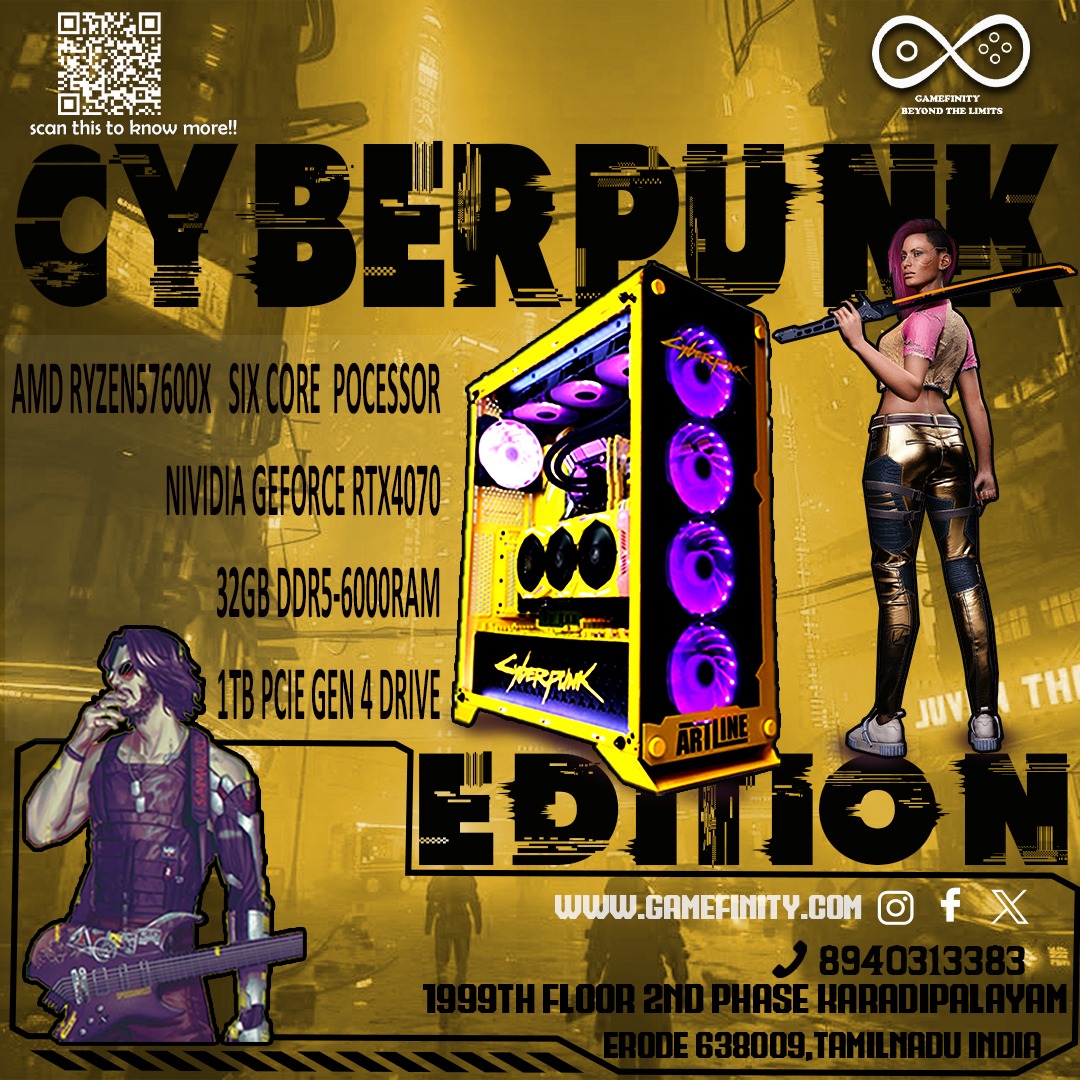 scan this to know more!!
GAMEFINITY
BEYOND THE LIMITS
CYBERPUNK
AMD RYZEN57600X SIX CORE POCESSOR
NIVIDIA GEFORCE RTX4070
32GB DDR5-6000RAM
1TB PCIE GEN 4 DRIVE
CYBERPUNK
CYBERPUNK
ARTLINE
SAMURAI
EDITION
WWW.GAMEFINITY.COM
8940313383
1999TH FLOOR 2ND PHASE KARADIPALAYAM
ERODE 638009,TAMILNADU INDIA